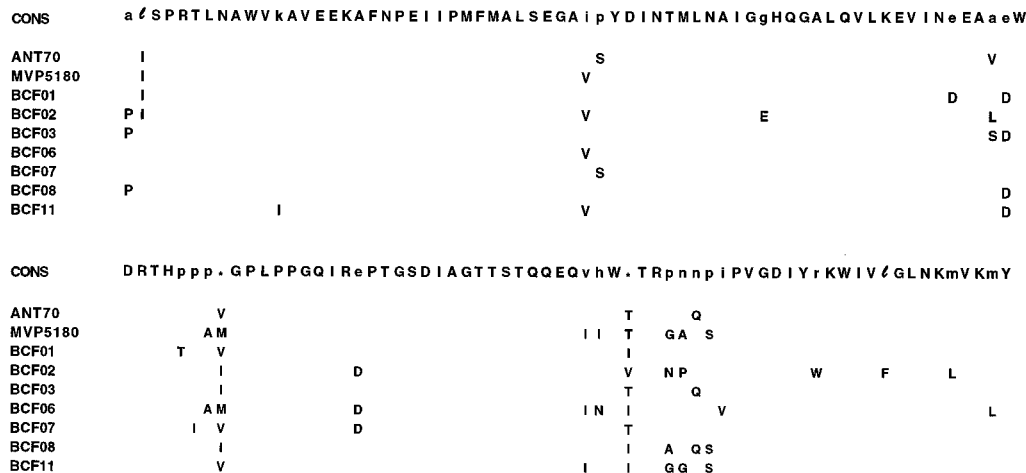 CONS a l S P R T L N A W V k A V E E K A F N P E I I P M F M A L S E G A i p Y D I N T M L N A I G g H Q G A L Q V L K E V I N e E A a e W
ANT70 I S V
MVP5180 I V
BCF01 I D D
BCF02 P I V E L
BCF03 P S D
BCF06 V
BCF07 S
BCF08 P D
BCF11 I V D
CONS D R T H p p p . G P L P P G Q I R e P T G S D I A G T T S T Q Q E Q v h W . T R p n n p i P V G D I Y r K W I V l G L N K m V K m Y
ANT70 V T Q
MVP5180 A M I I T G A S
BCF01 T V I
BCF02 I D V N P W F L
BCF03 I T Q
BCF06 A M D I N I V L
BCF07 I V D T
BCF08 I I A Q S
BCF11 V I I G G S